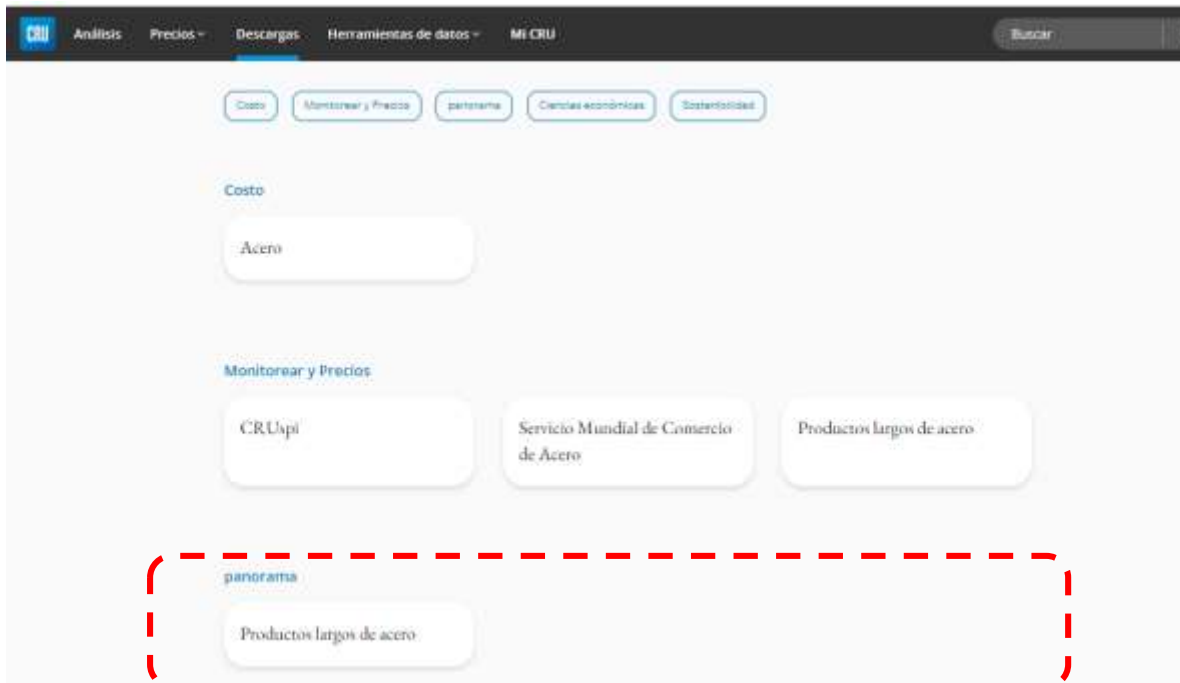 CRU Análisis Precios Descargas Herramientas de datos Mi CRU Buscar
Costo Monitorear y Precios panorama Ciencias económicas Sostenibilidad
Costo
Acero
Monitorear y Precios
CRUspi Servicio Mundial de Comercio Productos largos de acero
de Acero
panorama
Productos largos de acero